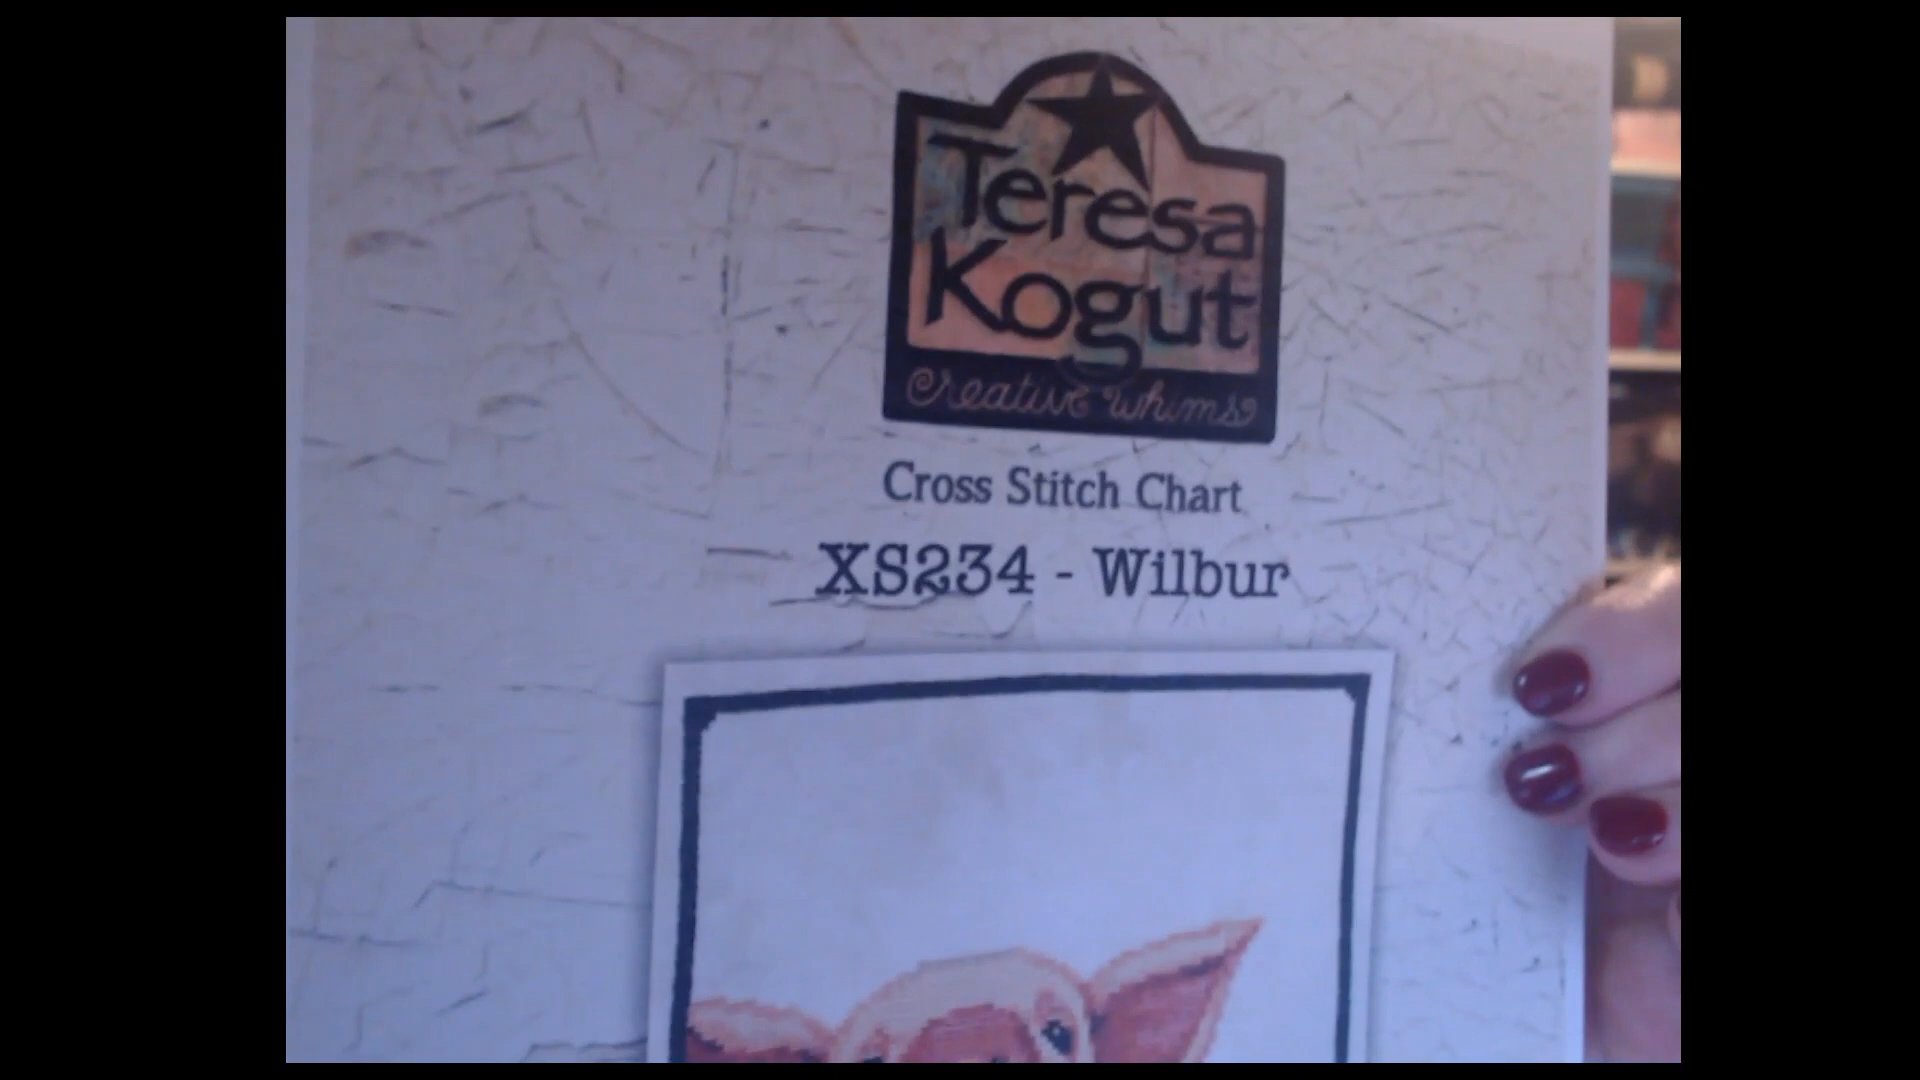 Teresa
Kogut
Creative Whims
Cross Stitch Chart
XS234 - Wilbur